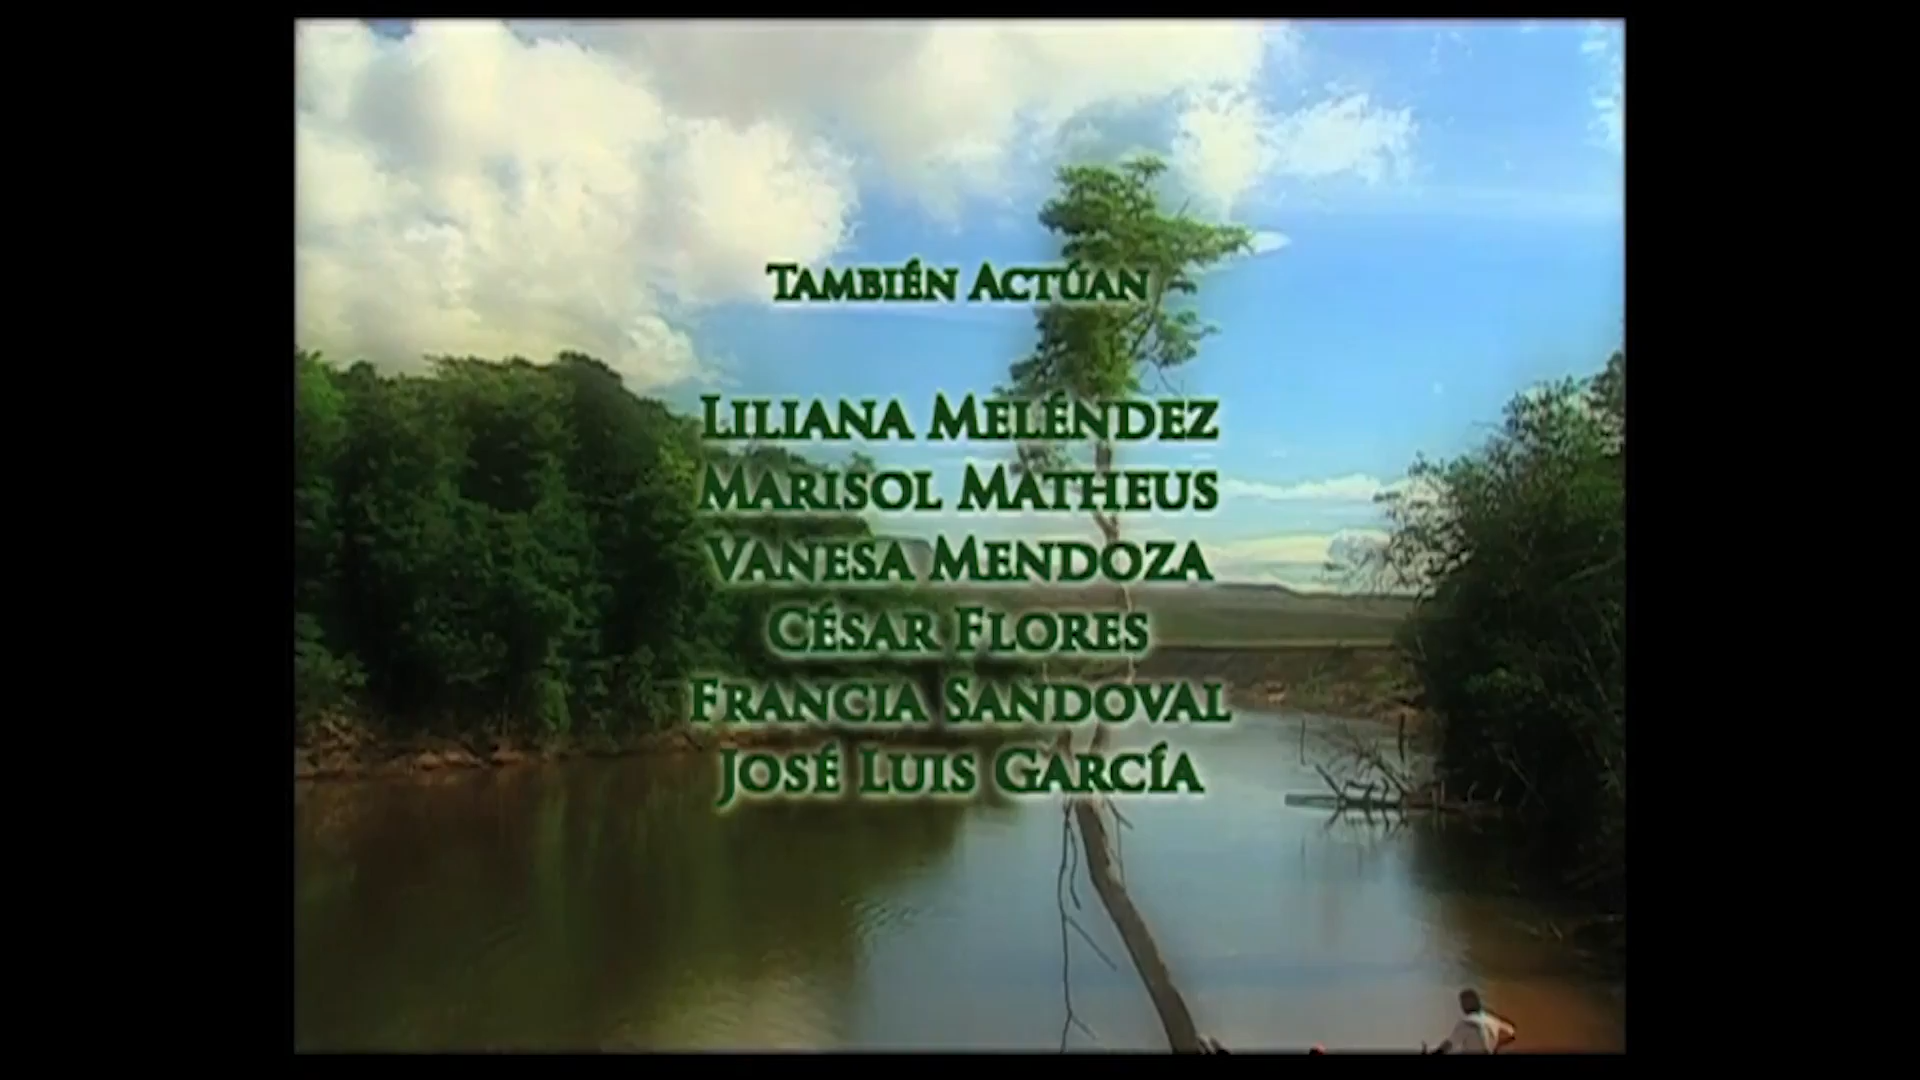 También Actúan
Liliana Meléndez
Marisol Matheus
Vanesa Mendoza
César Flores
Francia Sandoval
José Luis García